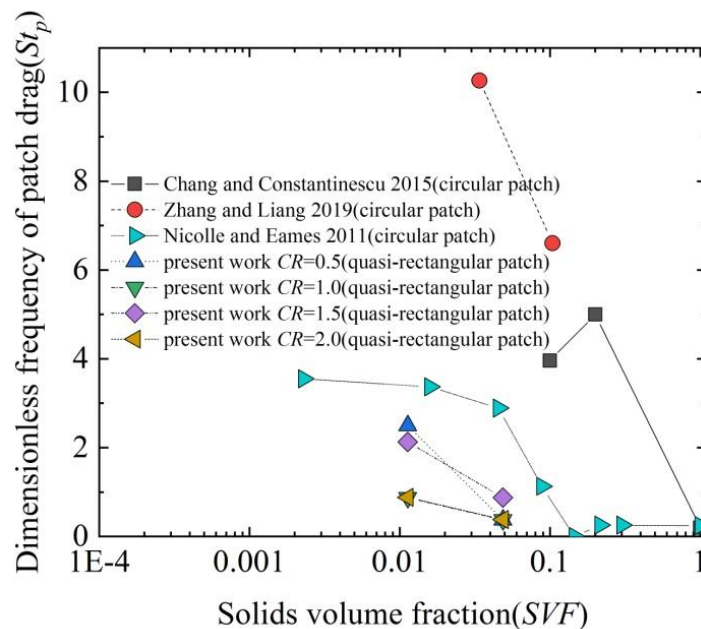 Dimensionless frequency of patch drag(St_p)
10
8
6
4
2
0
Chang and Constantinescu 2015(circular patch)
Zhang and Liang 2019(circular patch)
Nicolle and Eames 2011(circular patch)
present work CR=0.5(quasi-rectangular patch)
present work CR=1.0(quasi-rectangular patch)
present work CR=1.5(quasi-rectangular patch)
present work CR=2.0(quasi-rectangular patch)
1E-4 0.001 0.01 0.1 1
Solids volume fraction(SVF)